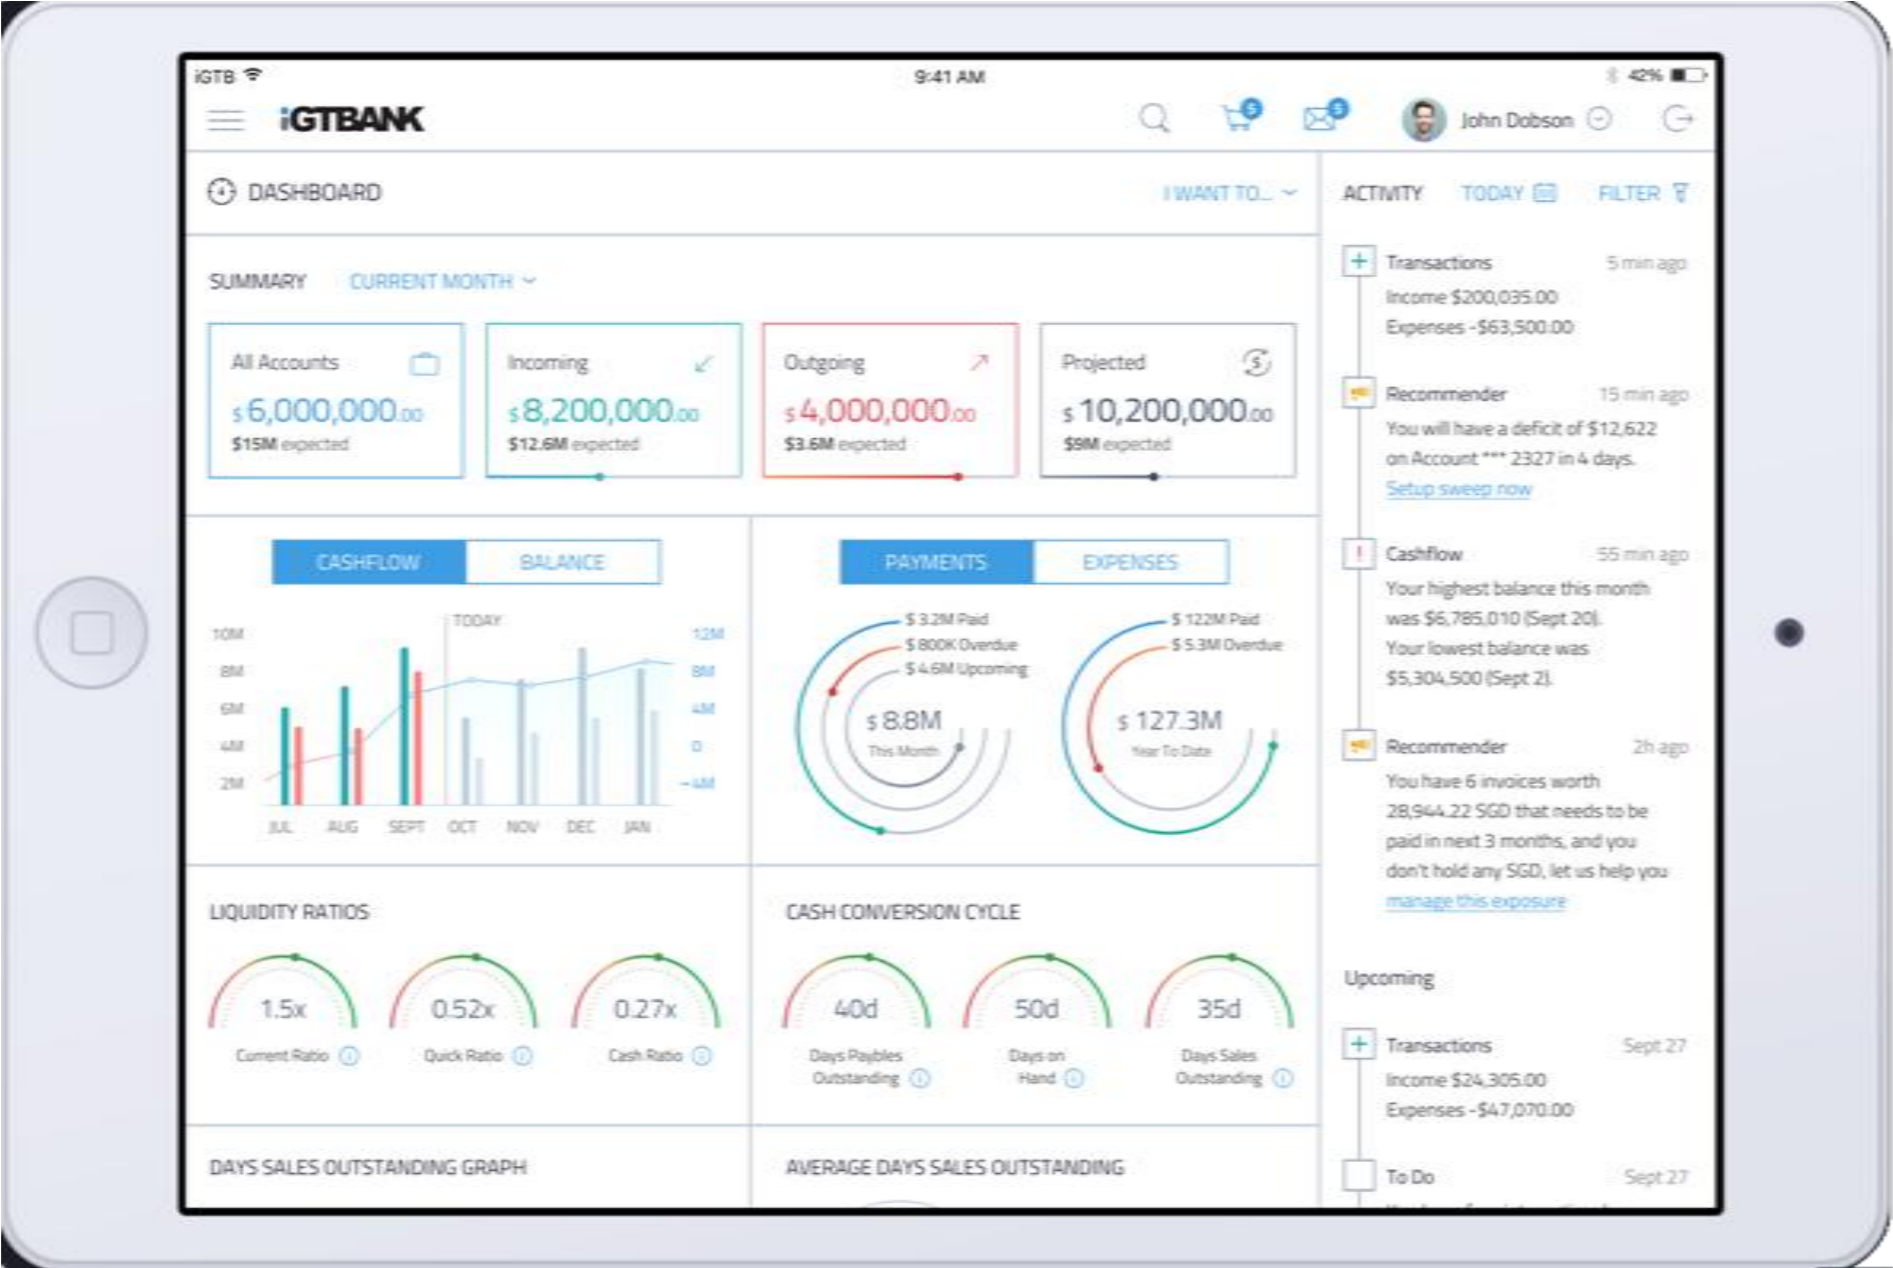 iGTB
9:41 AM
42%
iGTBANK
5
5
John Dobson
DASHBOARD
I WANT TO...
SUMMARY
CURRENT MONTH
All Accounts
$ 6,000,000.00
$15M expected
Incoming
$ 8,200,000.00
$12.6M expected
Outgoing
$ 4,000,000.00
$3.6M expected
Projected
$ 10,200,000.00
$9M expected
CASHFLOW
BALANCE
TODAY
10M
8M
6M
4M
2M
12M
8M
4M
0
-4M
JUL AUG SEPT OCT NOV DEC JAN
PAYMENTS
EXPENSES
$ 3.2M Paid
$ 800K Overdue
$ 4.6M Upcoming
$ 8.8M
This Month
$ 122M Paid
$ 5.3M Overdue
$ 127.3M
Year To Date
LIQUIDITY RATIOS
1.5x
Current Ratio
0.52x
Quick Ratio
0.27x
Cash Ratio
CASH CONVERSION CYCLE
40d
Days Paybles
Outstanding
50d
Days on
Hand
35d
Days Sales
Outstanding
DAYS SALES OUTSTANDING GRAPH
AVERAGE DAYS SALES OUTSTANDING
ACTIVITY
TODAY
FILTER
Transactions 5 min ago
Income $200,035.00
Expenses -$63,500.00
Recommender 15 min ago
You will have a deficit of $12,622
on Account *** 2327 in 4 days.
Setup sweep now
Cashflow 55 min ago
Your highest balance this month
was $6,785,010 (Sept 20).
Your lowest balance was
$5,304,500 (Sept 2).
Recommender 2h ago
You have 6 invoices worth
28,944.22 SGD that needs to be
paid in next 3 months, and you
don't hold any SGD, let us help you
manage this exposure
Upcoming
Transactions Sept 27
Income $24,305.00
Expenses -$47,070.00
To Do Sept 27